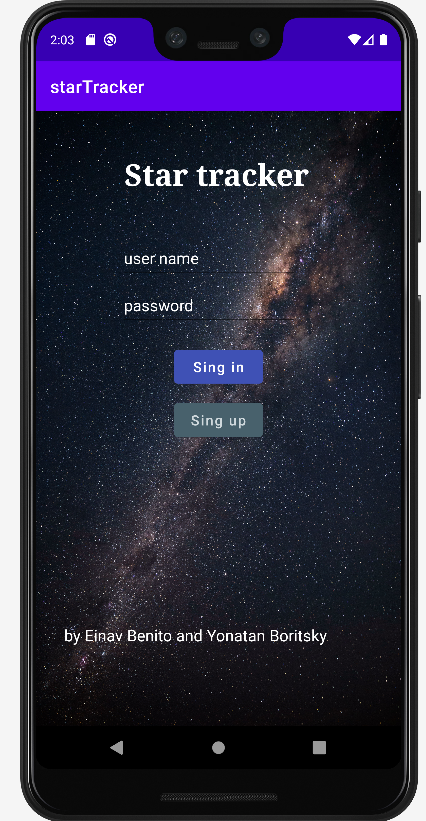 2:03
starTracker
Star tracker
user name
password
Sing in
Sing up
by Einav Benito and Yonatan Boritsky